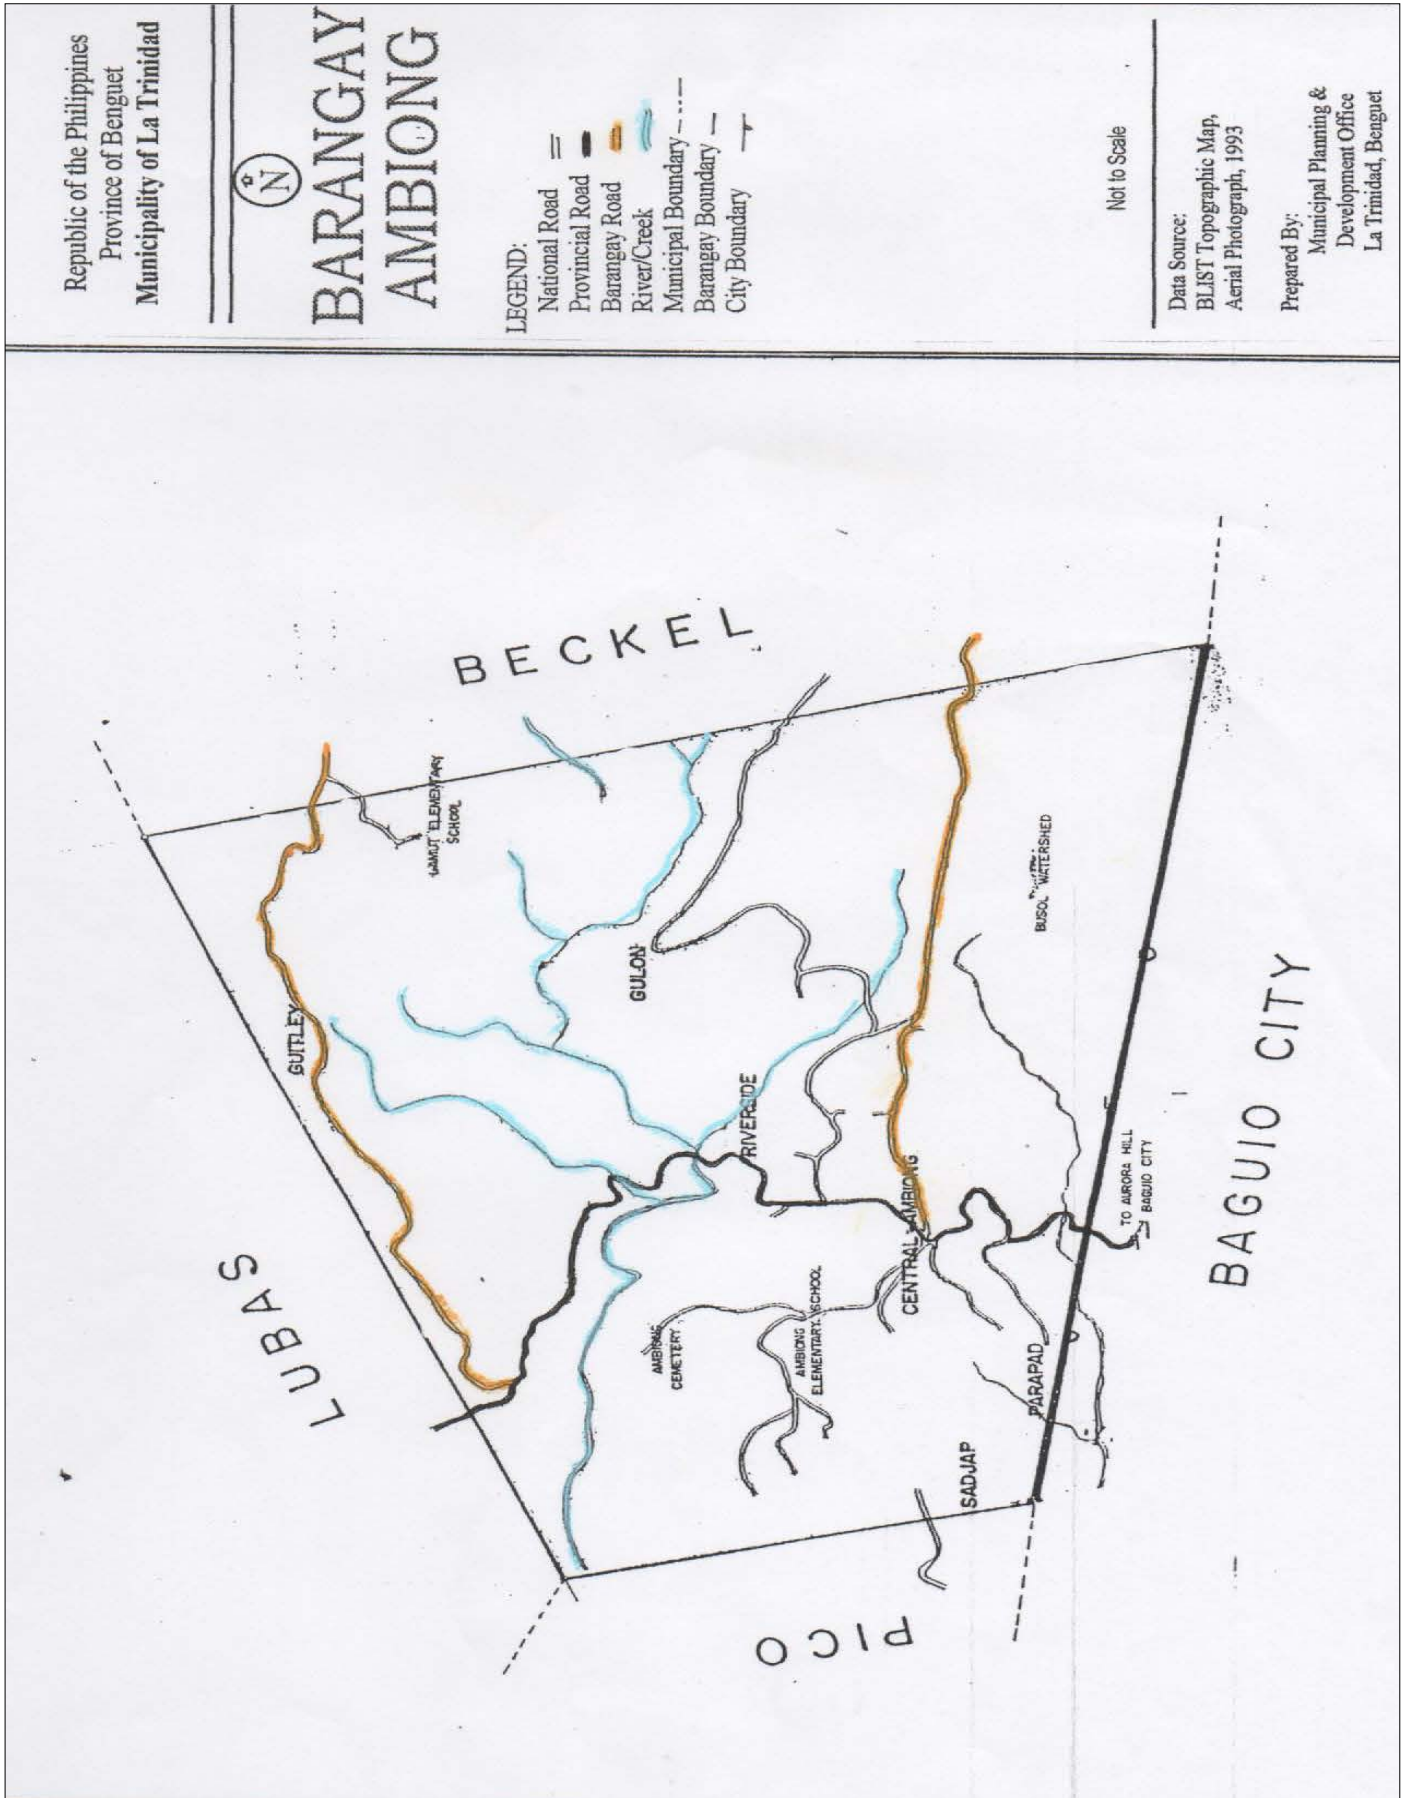 Republic of the Philippines
Province of Benguet
Municipality of La Trinidad
N
BARANGAY
AMBIONG
LEGEND:
National Road
Provincial Road
Barangay Road
River/Creek
Municipal Boundary
Barangay Boundary
City Boundary
Not to Scale
Data Source:
BLIST Topographic Map,
Aerial Photograph, 1993
Prepared By:
Municipal Planning &
Development Office
La Trinidad, Benguet
LUBAS
BECKEL
GUITLEY
ELEMENTARY
SCHOOL
GULON
RIVERSIDE
AMBIONG
CEMETERY
AMBIONG
ELEMENTARY SCHOOL
CENTRAL AMBIONG
BUSOL WATERSHED
SADJAP
PARAPAD
TO AURORA HILL
BAGUIO CITY
PICO
BAGUIO CITY